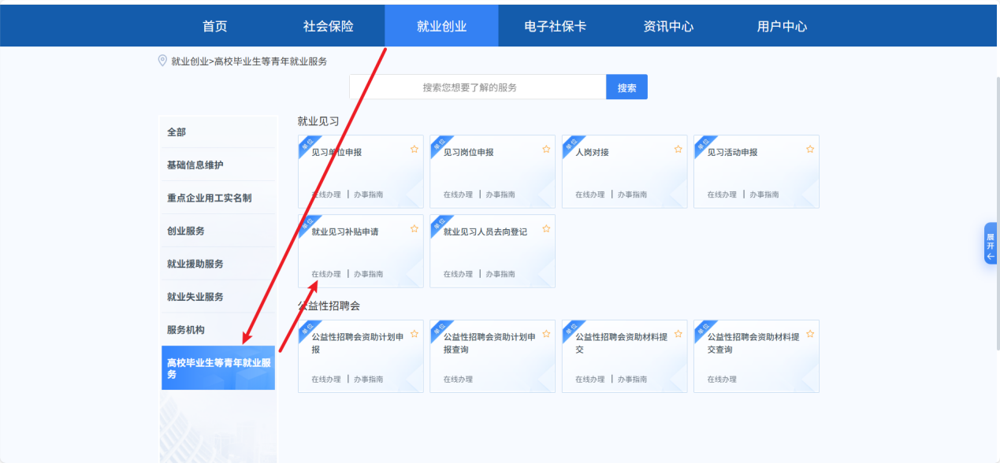 首页
社会保险
就业创业
电子社保卡
资讯中心
用户中心
就业创业>高校毕业生等青年就业服务
搜索您想要了解的服务
搜索
全部
基础信息维护
重点企业用工实名制
创业服务
就业援助服务
就业失业服务
服务机构
高校毕业生等青年就业服
务
就业见习
单位
见习单位申报
在线办理 | 办事指南
单位
见习岗位申报
在线办理 | 办事指南
单位
人岗对接
在线办理 | 办事指南
单位
见习活动申报
在线办理 | 办事指南
单位
就业见习补贴申请
在线办理 | 办事指南
单位
就业见习人员去向登记
在线办理 | 办事指南
公益性招聘会
单位
公益性招聘会资助计划申
报
在线办理 | 办事指南
单位
公益性招聘会资助计划申
报查询
在线办理
单位
公益性招聘会资助材料提
交
在线办理 | 办事指南
单位
公益性招聘会资助材料提
交查询
在线办理
展
开